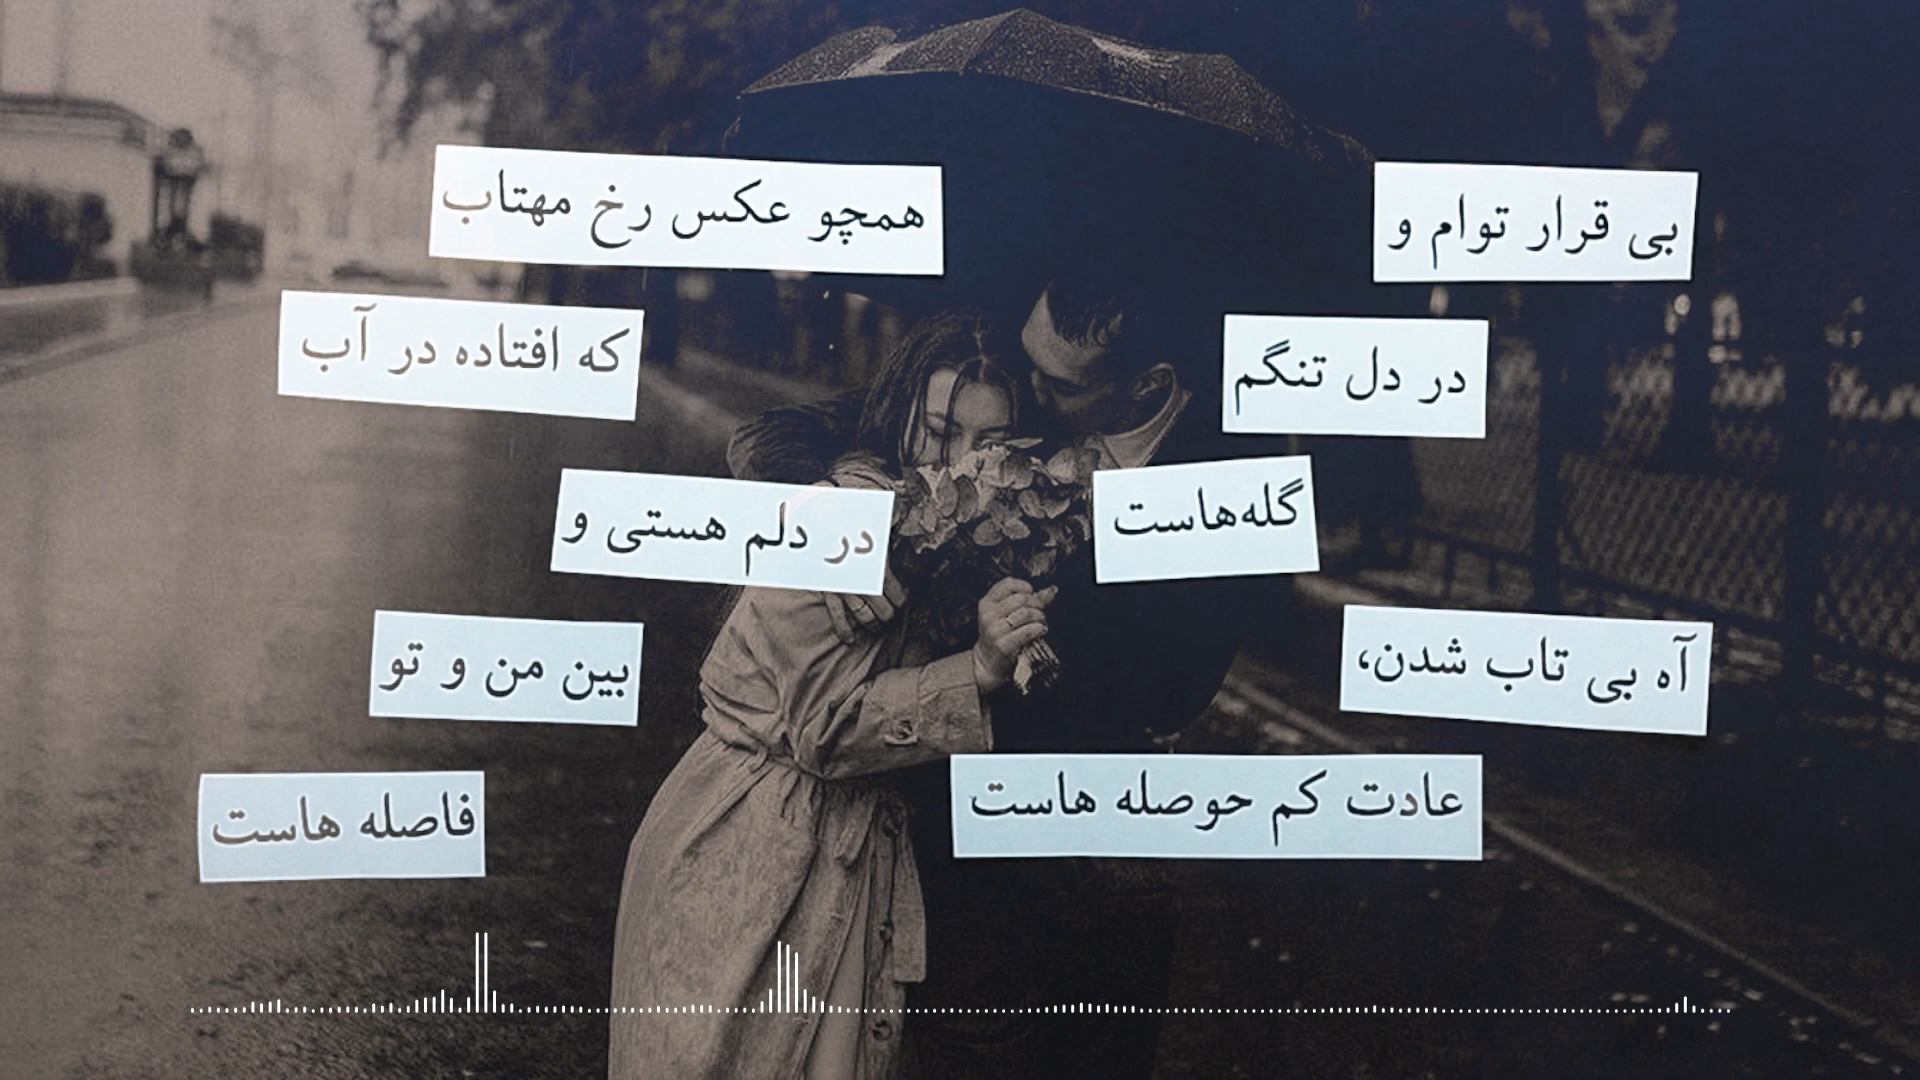 بی قرار توام و
در دل تنگم
گله‌هاست
آه بی تاب شدن،
عادت کم حوصله هاست
همچو عکس رخ مهتاب
که افتاده در آب
در دلم هستی و
بین من و تو
فاصله هاست